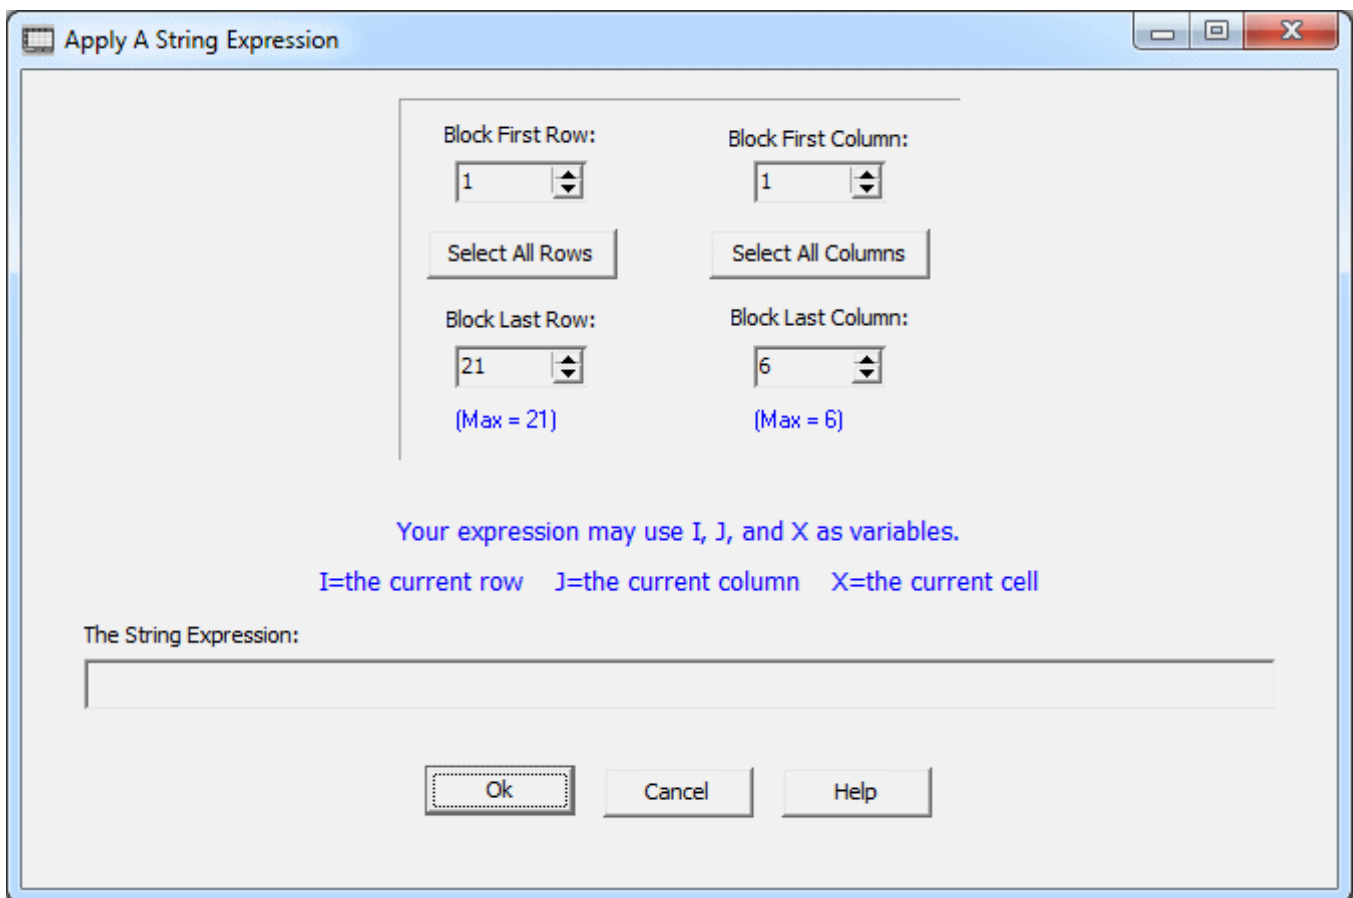 Apply A String Expression
Block First Row:
Block First Column:
1
1
Select All Rows
Select All Columns
Block Last Row:
Block Last Column:
21
6
(Max = 21)
(Max = 6)
Your expression may use I, J, and X as variables.
I=the current row J=the current column X=the current cell
The String Expression:
Ok
Cancel
Help